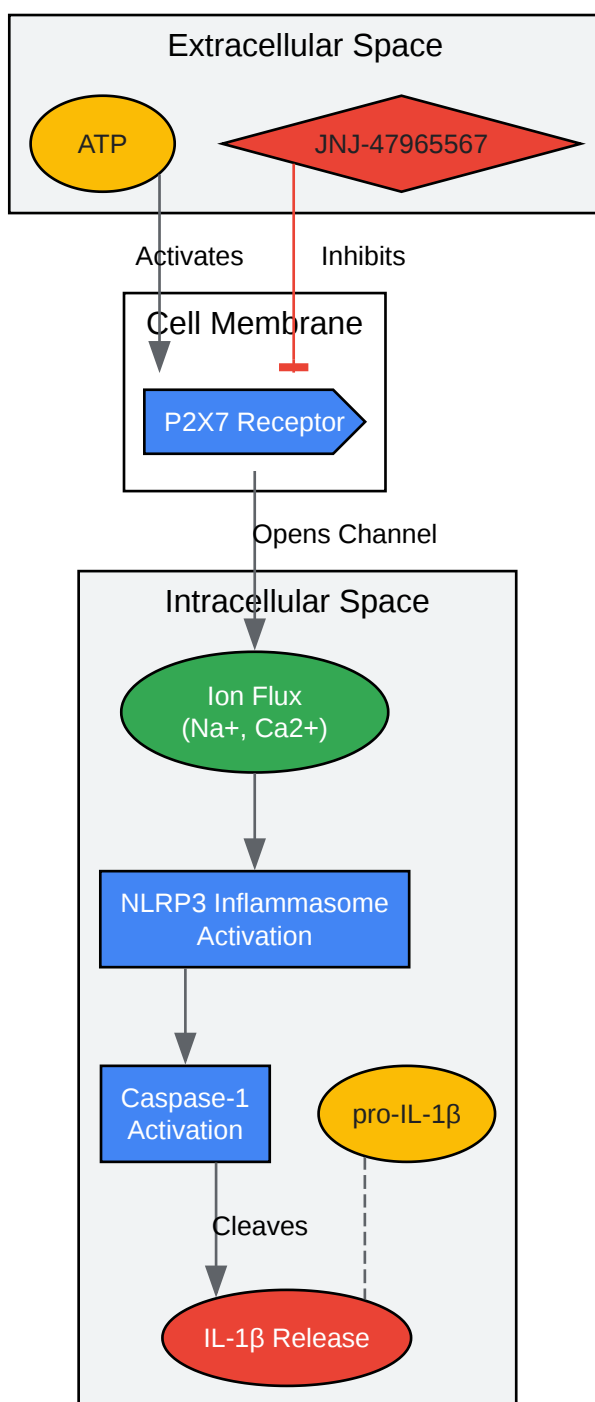 Extracellular Space
ATP
JNJ-47965567
Activates
Inhibits
Cell Membrane
P2X7 Receptor
Opens Channel
Intracellular Space
Ion Flux
(Na+, Ca2+)
NLRP3 Inflammasome
Activation
Caspase-1
Activation
pro-IL-1β
Cleaves
IL-1β Release